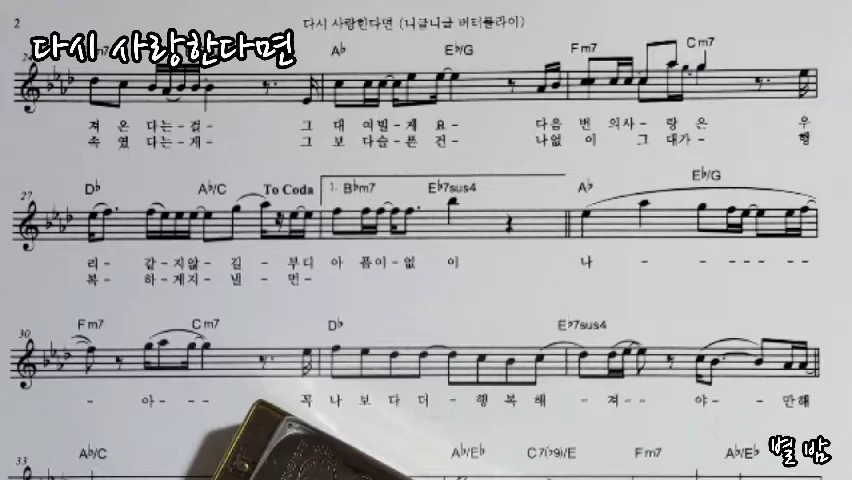 2
다시 사랑한다면 (니글니글 버터플라이)
다시 사랑한다면
m7 Ab Eb/G Fm7 Cm7
져 온 다는-걸- 그 대 여빌-게 요- 다음 번 의사-랑 은 우
속 였 다는-게- 그 보 다슬-픈 건- 나없 이 그 대가- 행
27 Db Ab/C To Coda 1. Bbm7 Eb7sus4 Ab Eb/G
리- 같-지않- 길- 부디 아 픔이-없 이 나-
복- 하-게지- 낼- 먼-
30 Fm7 Cm7 Db Eb7sus4
- 아--- 꼭 나 보 다 더--행 복 해- 져-- 야--만해
33 Ab/C Ab/Eb C7(b9)/E Fm7 Ab/Eb
별 밤